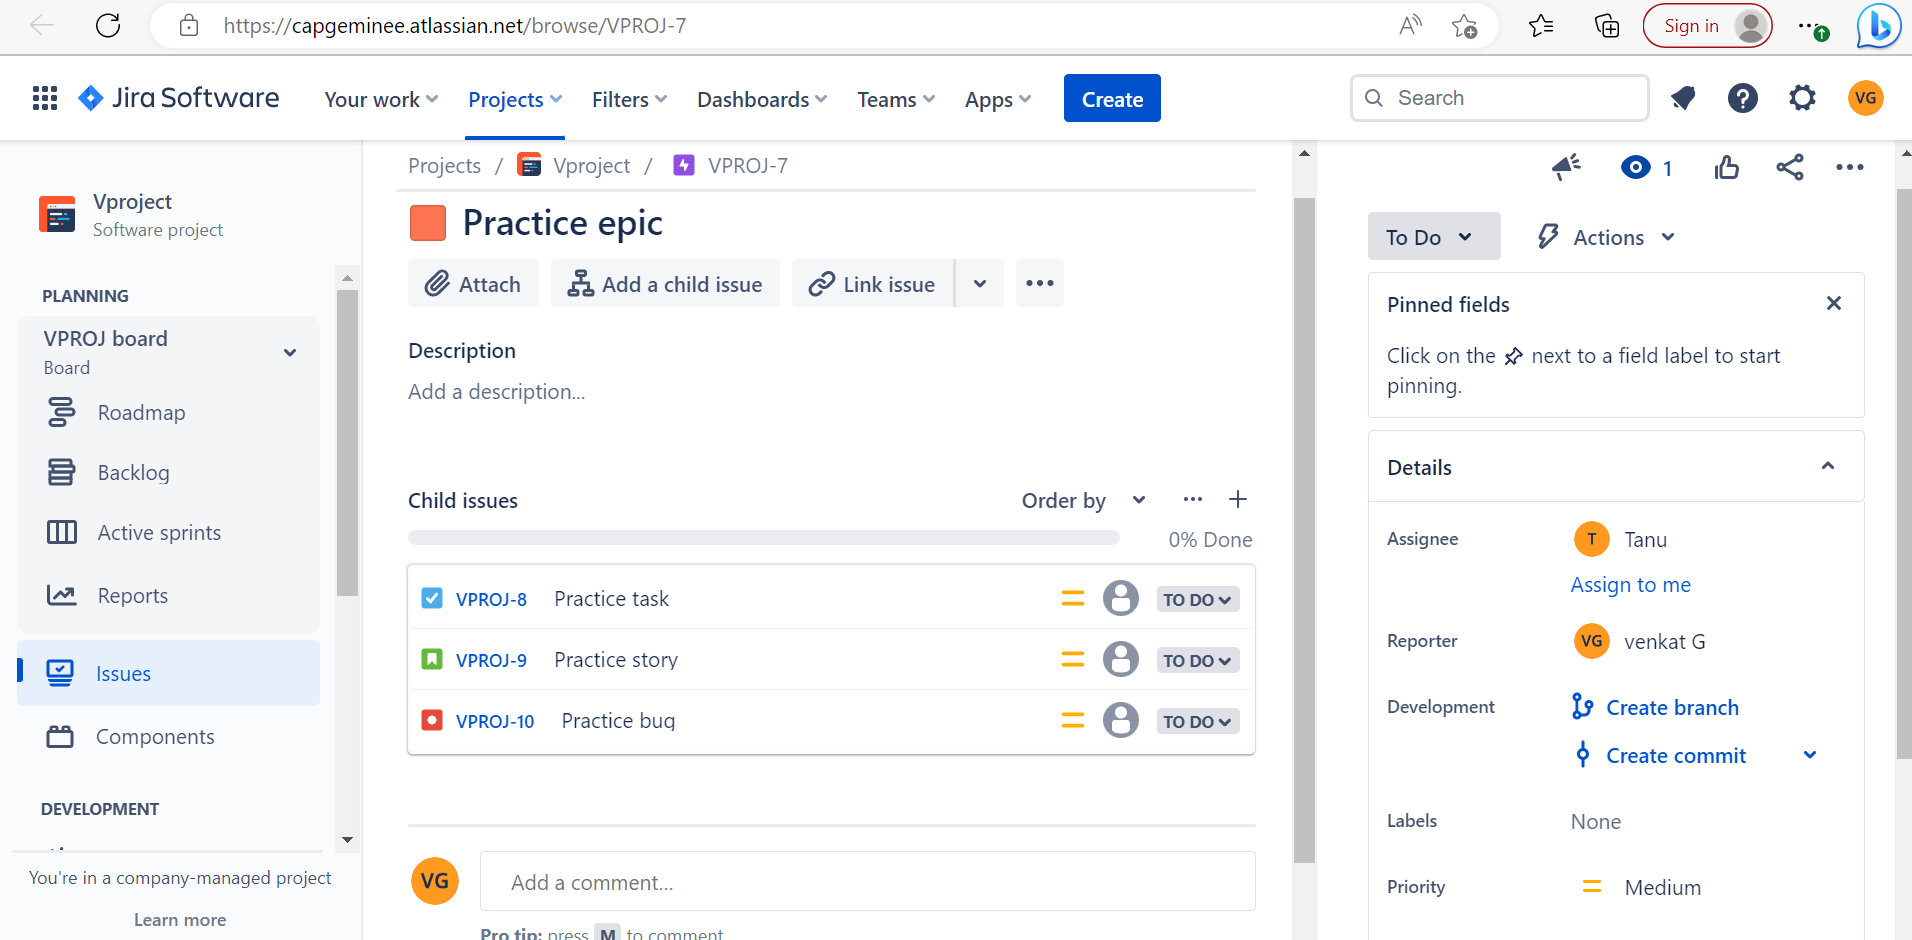 https://capgeminee.atlassian.net/browse/VPROJ-7
Sign in
Jira Software
Your work
Projects
Filters
Dashboards
Teams
Apps
Create
Search
VG
Vproject
Software project
PLANNING
VPROJ board
Board
Roadmap
Backlog
Active sprints
Reports
Issues
Components
DEVELOPMENT
You're in a company-managed project
Learn more
Projects / Vproject / VPROJ-7
Practice epic
Attach
Add a child issue
Link issue
Description
Add a description...
Child issues
Order by
0% Done
VPROJ-8 Practice task TO DO
VPROJ-9 Practice story TO DO
VPROJ-10 Practice bug TO DO
VG
Add a comment...
Pro tip: press M to comment
1
To Do
Actions
Pinned fields
Click on the next to a field label to start
pinning.
Details
Assignee T Tanu
Assign to me
Reporter VG venkat G
Development Create branch
Create commit
Labels None
Priority Medium